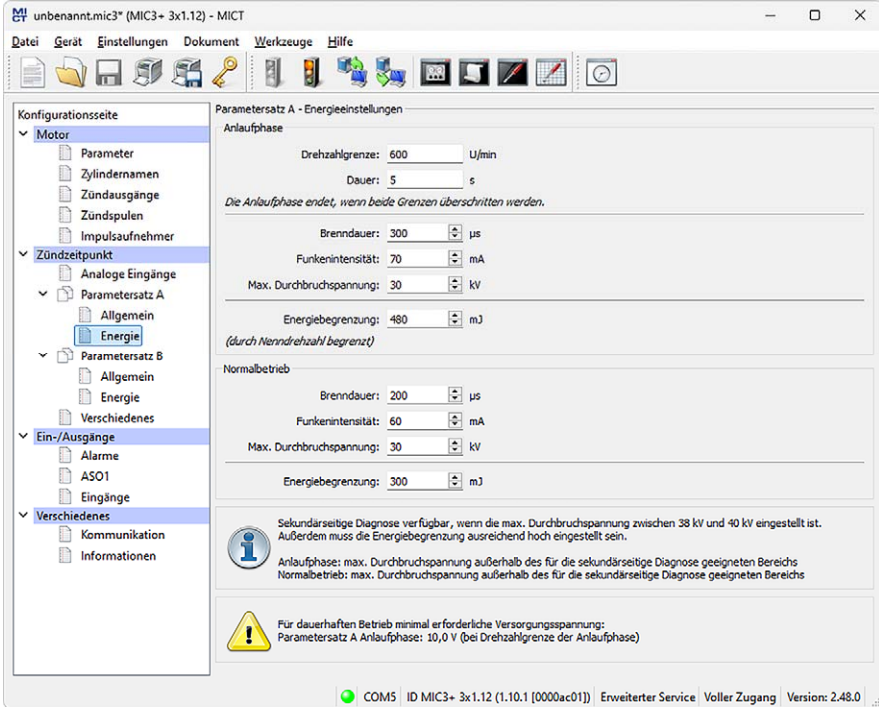 MICT unbenannt.mic3* (MIC3+ 3x1.12) - MICT
Datei Gerät Einstellungen Dokument Werkzeuge Hilfe
Konfigurationsseite
Motor
Parameter
Zylindernamen
Zündausgänge
Zündspulen
Impulsaufnehmer
Zündzeitpunkt
Analoge Eingänge
Parametersatz A
Allgemein
Energie
Parametersatz B
Allgemein
Energie
Verschiedenes
Ein-/Ausgänge
Alarme
ASO1
Eingänge
Verschiedenes
Kommunikation
Informationen
Parametersatz A - Energieeinstellungen
Anlaufphase
Drehzahlgrenze: 600 U/min
Dauer: 5 s
Die Anlaufphase endet, wenn beide Grenzen überschritten werden.
Brenndauer: 300 µs
Funkenintensität: 70 mA
Max. Durchbruchspannung: 30 kV
Energiebegrenzung: 480 mJ
(durch Nenndrehzahl begrenzt)
Normalbetrieb
Brenndauer: 200 µs
Funkenintensität: 60 mA
Max. Durchbruchspannung: 30 kV
Energiebegrenzung: 300 mJ
Sekundärseitige Diagnose verfügbar, wenn die max. Durchbruchspannung zwischen 38 kV und 40 kV eingestellt ist.
Außerdem muss die Energiebegrenzung ausreichend hoch eingestellt sein.
Anlaufphase: max. Durchbruchspannung außerhalb des für die sekundärseitige Diagnose geeigneten Bereichs
Normalbetrieb: max. Durchbruchspannung außerhalb des für die sekundärseitige Diagnose geeigneten Bereichs
Für dauerhaften Betrieb minimal erforderliche Versorgungsspannung:
Parametersatz A Anlaufphase: 10,0 V (bei Drehzahlgrenze der Anlaufphase)
COM5 ID MIC3+ 3x1.12 (1.10.1 [0000ac01]) Erweiterter Service Voller Zugang Version: 2.48.0